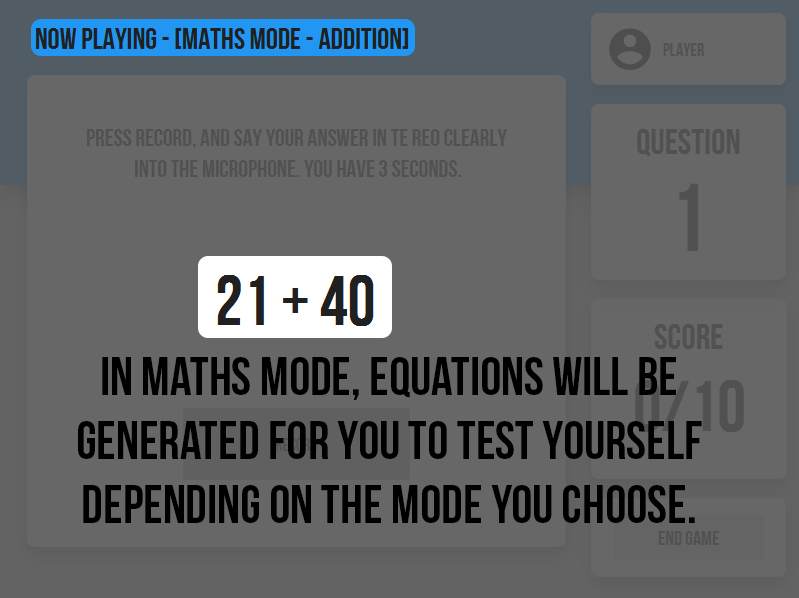 NOW PLAYING - [MATHS MODE - ADDITION]
PLAYER
PRESS RECORD, AND SAY YOUR ANSWER IN TE REO CLEARLY
INTO THE MICROPHONE. YOU HAVE 3 SECONDS.
QUESTION
1
21 + 40
SCORE
0/10
IN MATHS MODE, EQUATIONS WILL BE
GENERATED FOR YOU TO TEST YOURSELF
DEPENDING ON THE MODE YOU CHOOSE.
END GAME